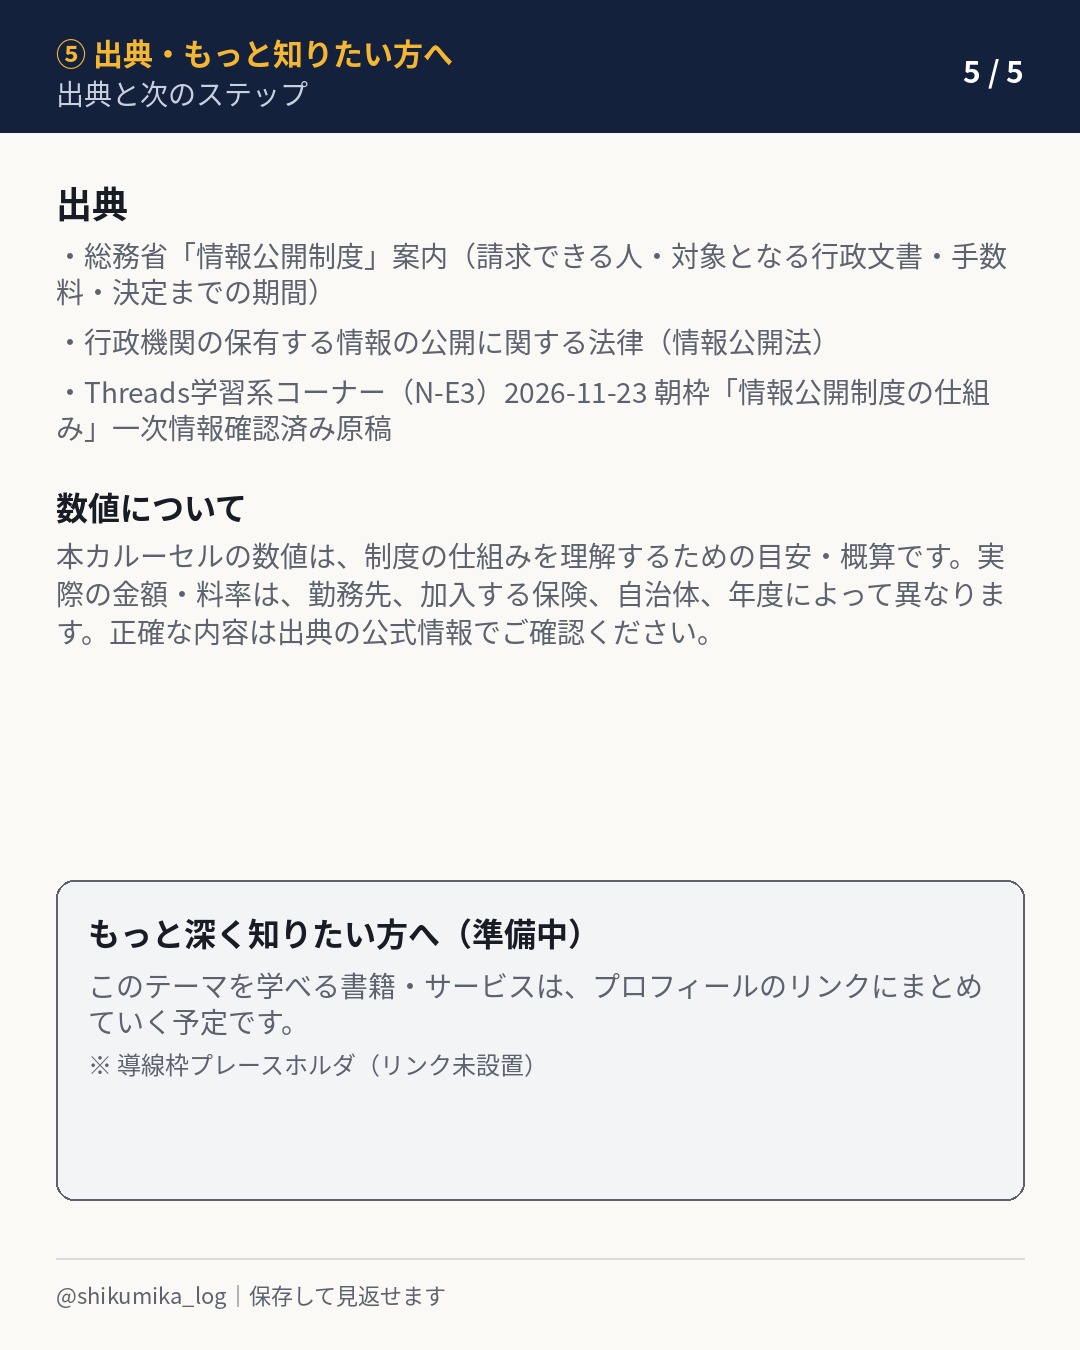 ⑤ 出典・もっと知りたい方へ
出典と次のステップ
5 / 5
出典
・総務省「情報公開制度」案内（請求できる人・対象となる行政文書・手数
料・決定までの期間）
・行政機関の保有する情報の公開に関する法律（情報公開法）
・Threads学習系コーナー（N-E3）2026-11-23 朝枠「情報公開制度の仕組
み」一次情報確認済み原稿
数値について
本カルーセルの数値は、制度の仕組みを理解するための目安・概算です。実
際の金額・料率は、勤務先、加入する保険、自治体、年度によって異なりま
す。正確な内容は出典の公式情報でご確認ください。
もっと深く知りたい方へ（準備中）
このテーマを学べる書籍・サービスは、プロフィールのリンクにまとめ
ていく予定です。
※ 導線枠プレースホルダ（リンク未設置）
@shikumika_log｜保存して見返せます